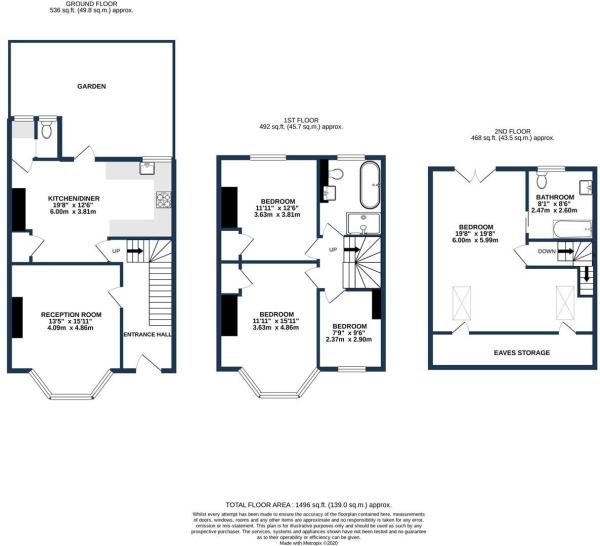 GROUND FLOOR
536 sq.ft. (49.8 sq.m.) approx.
GARDEN
KITCHEN/DINER
19'8" x 12'6"
6.00m x 3.81m
UP
RECEPTION ROOM
13'5" x 15'11"
4.09m x 4.86m
ENTRANCE HALL
1ST FLOOR
492 sq.ft. (45.7 sq.m.) approx.
BEDROOM
11'11" x 12'6"
3.63m x 3.81m
UP
BEDROOM
11'11" x 15'11"
3.63m x 4.86m
BEDROOM
7'9" x 9'6"
2.37m x 2.90m
2ND FLOOR
468 sq.ft. (43.5 sq.m.) approx.
BATHROOM
8'1" x 8'6"
2.47m x 2.60m
BEDROOM
19'8" x 19'8"
6.00m x 5.99m
DOWN
EAVES STORAGE
TOTAL FLOOR AREA : 1496 sq.ft. (139.0 sq.m.) approx.
Whilst every attempt has been made to ensure the accuracy of the floorplan contained here, measurements
of doors, windows, rooms and any other items are approximate and no responsibility is taken for any error,
omission or mis-statement. This plan is for illustrative purposes only and should be used as such by any
prospective purchaser. The services, systems and appliances shown have not been tested and no guarantee
as to their operability or efficiency can be given.
Made with Metropix ©2020